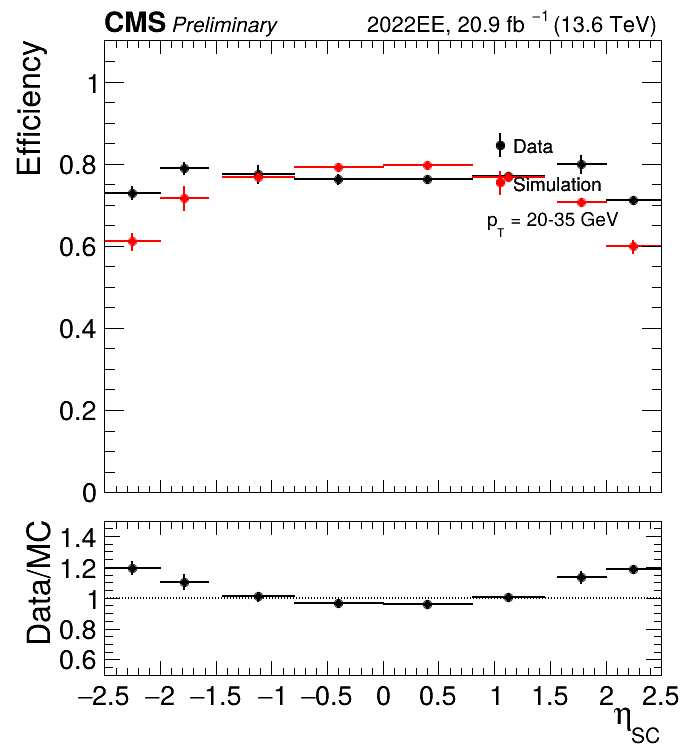 CMS Preliminary 2022EE, 20.9 fb⁻¹ (13.6 TeV)
Efficiency
1
0.8
0.6
0.4
0.2
0
Data
Simulation
p_T = 20-35 GeV
Data/MC
1.4
1.2
1
0.8
0.6
−2.5 −2 −1.5 −1 −0.5 0 0.5 1 1.5 2 2.5
η_SC